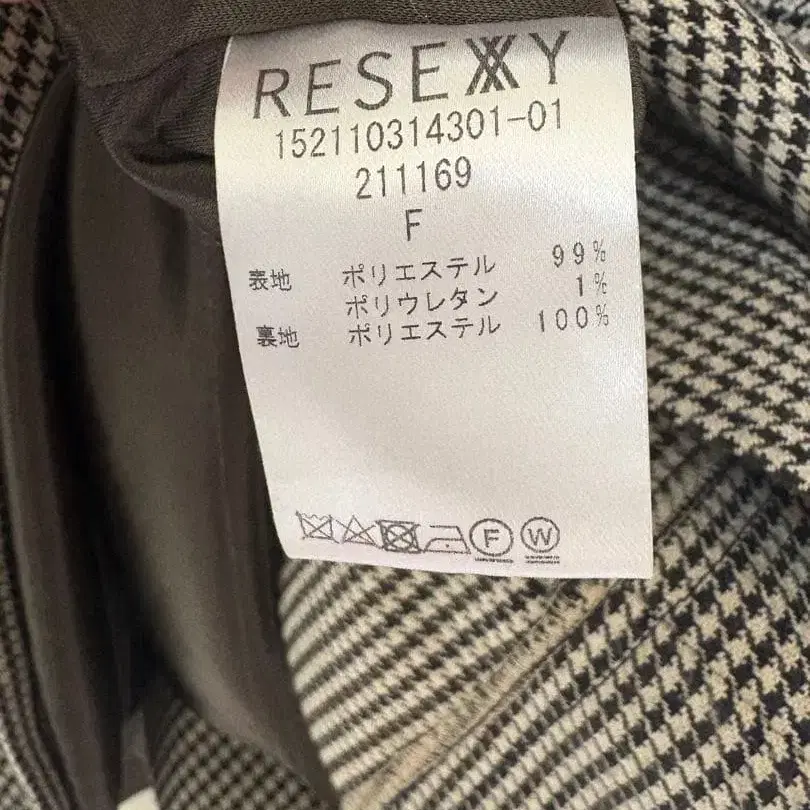 RESEXXY
152110314301-01
211169
F
表地 ポリエステル 99%
ポリウレタン 1%
裏地 ポリエステル 100%
F W